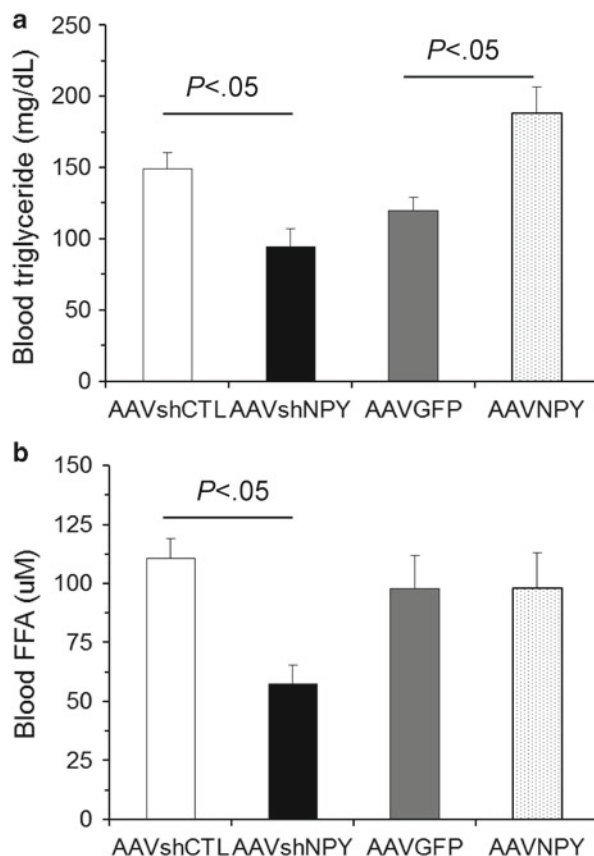 a
Blood triglyceride (mg/dL)
250
200
150
100
50
0
P<.05
P<.05
AAVshCTL AAVshNPY AAVGFP AAVNPY
b
Blood FFA (uM)
150
125
100
75
50
25
0
P<.05
AAVshCTL AAVshNPY AAVGFP AAVNPY